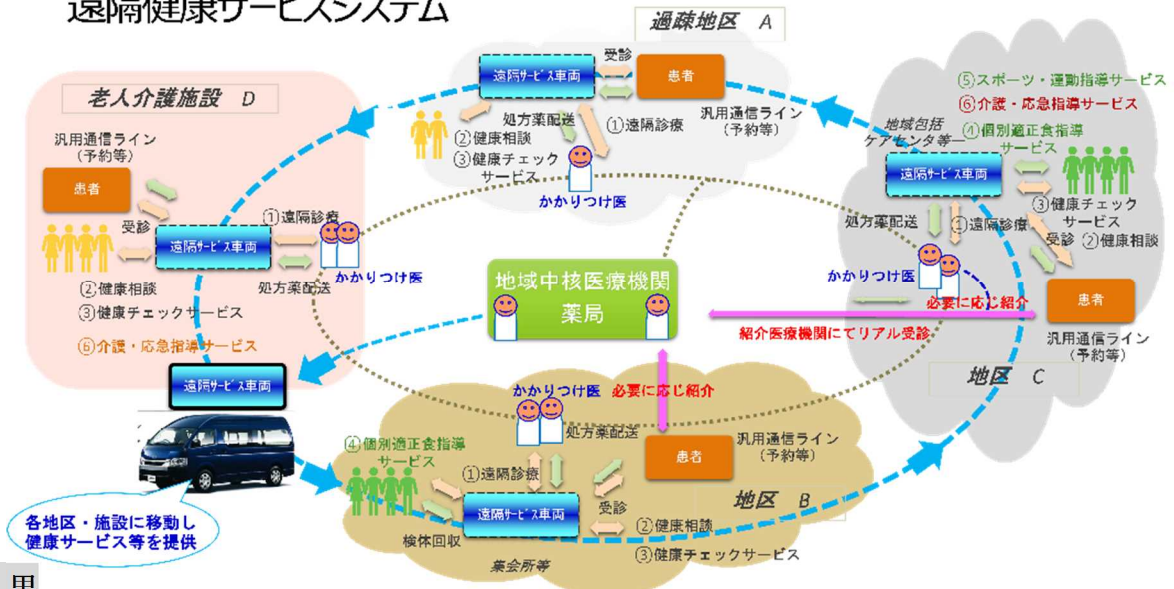 遠隔健康サービスシステム
過疎地区 A
受診
遠隔サービス車両
患者
処方薬配送
①遠隔診療
汎用通信ライン
(予約等)
②健康相談
③健康チェック
サービス
かかりつけ医
老人介護施設 D
汎用通信ライン
(予約等)
患者
受診
①遠隔診療
遠隔サービス車両
かかりつけ医
処方薬配送
②健康相談
③健康チェックサービス
⑥介護・応急指導サービス
遠隔サービス車両
各地区・施設に移動し
健康サービス等を提供
地域中核医療機関
薬局
⑤スポーツ・運動指導サービス
⑥介護・応急指導サービス
地域包括
ケアセンタ等
④個別適正食指導
サービス
遠隔サービス車両
③健康チェック
サービス
処方薬配送
①遠隔診療
受診
②健康相談
かかりつけ医
必要に応じ紹介
患者
紹介医療機関にてリアル受診
汎用通信ライン
(予約等)
地区 C
かかりつけ医
必要に応じ紹介
処方薬配送
汎用通信ライン
(予約等)
④個別適正食指導
サービス
患者
①遠隔診療
地区 B
遠隔サービス車両
受診
②健康相談
検体回収
③健康チェックサービス
集会所等